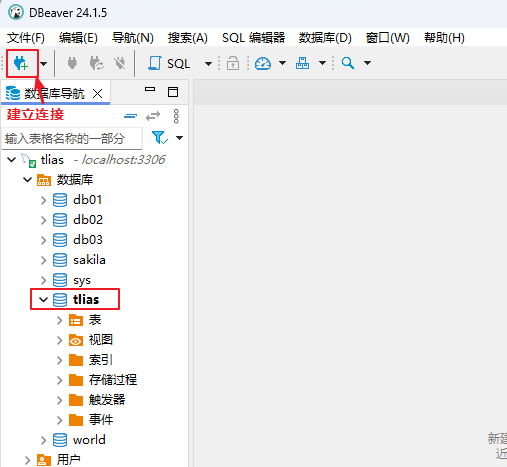 DBeaver 24.1.5
文件(F) 编辑(E) 导航(N) 搜索(A) SQL 编辑器 数据库(D) 窗口(W) 帮助(H)
SQL
数据库导航
建立连接
输入表格名称的一部分
tlias - localhost:3306
数据库
db01
db02
db03
sakila
sys
tlias
表
视图
索引
存储过程
触发器
事件
world
用户
新建
近